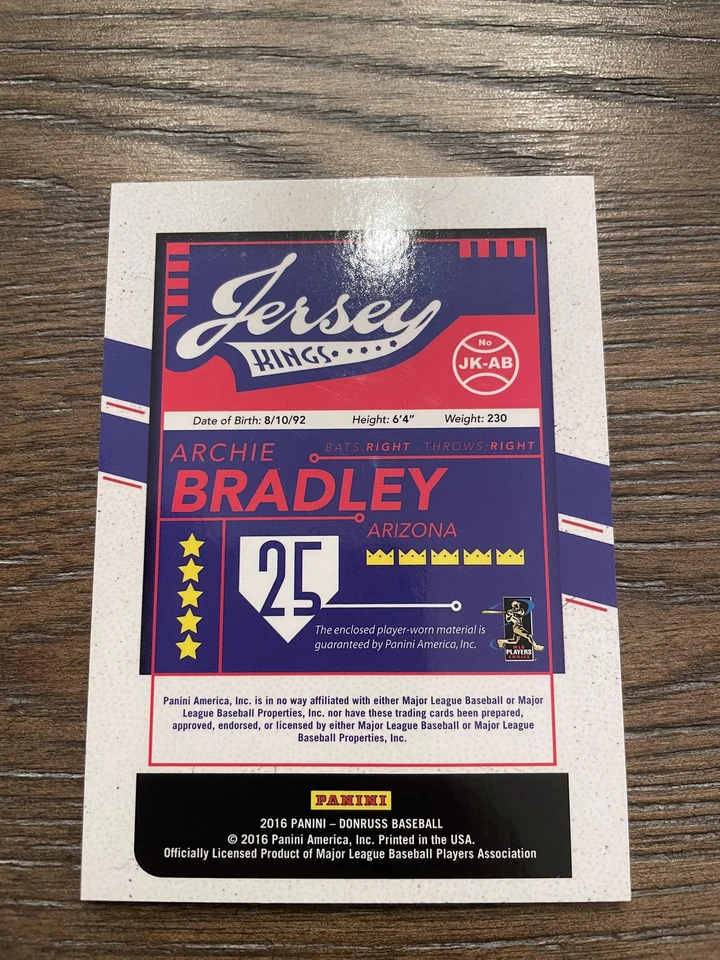 Jersey
KINGS
No
JK-AB
Date of Birth: 8/10/92 Height: 6'4" Weight: 230
ARCHIE
BATS: RIGHT · THROWS: RIGHT
BRADLEY
ARIZONA
25
The enclosed player-worn material is
guaranteed by Panini America, Inc.
MLB
PLAYERS
CHOICE
Panini America, Inc. is in no way affiliated with either Major League Baseball or Major
League Baseball Properties, Inc. nor have these trading cards been prepared,
approved, endorsed, or licensed by either Major League Baseball or Major League
Baseball Properties, Inc.
PANINI
2016 PANINI – DONRUSS BASEBALL
© 2016 Panini America, Inc. Printed in the USA.
Officially Licensed Product of Major League Baseball Players Association